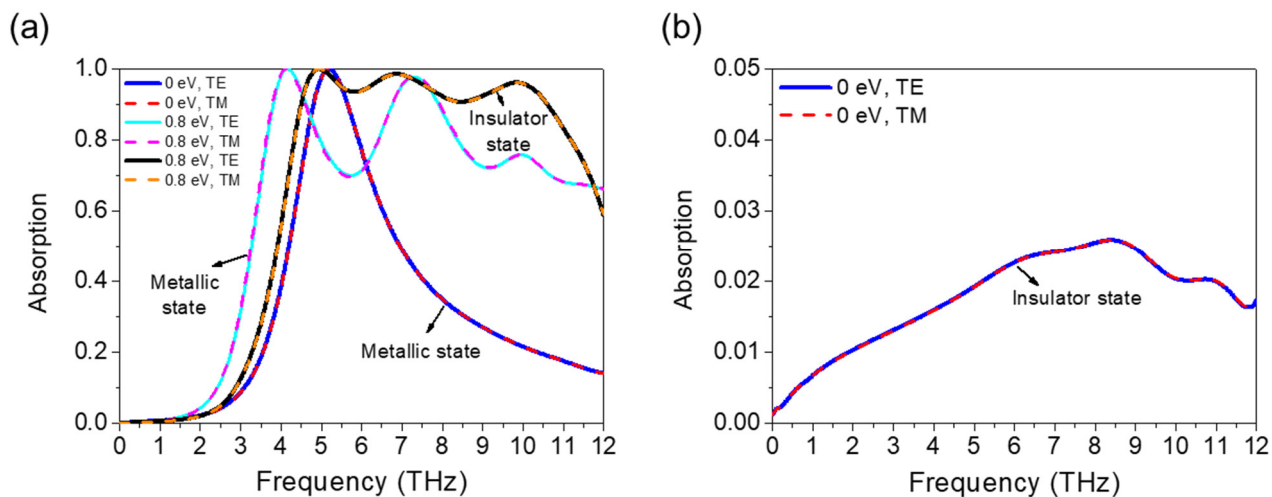 (a)
Absorption
1.0
0.8
0.6
0.4
0.2
0.0
0 eV, TE
0 eV, TM
0.8 eV, TE
0.8 eV, TM
0.8 eV, TE
0.8 eV, TM
Insulator
state
Metallic
state
Metallic state
0 1 2 3 4 5 6 7 8 9 10 11 12
Frequency (THz)
(b)
Absorption
0.05
0.04
0.03
0.02
0.01
0.00
0 eV, TE
0 eV, TM
Insulator state
0 1 2 3 4 5 6 7 8 9 10 11 12
Frequency (THz)